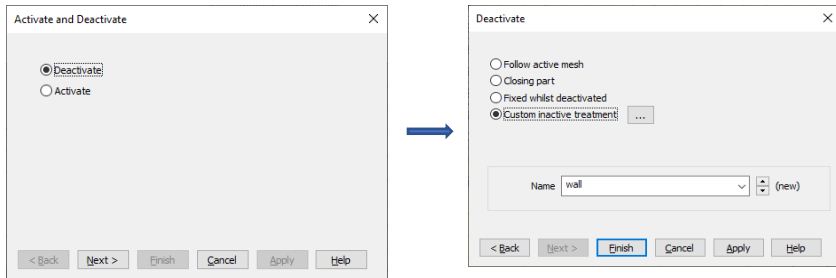 Activate and Deactivate
Deactivate
Activate
< Back Next > Finish Cancel Apply Help
Deactivate
Follow active mesh
Closing part
Fixed whilst deactivated
Custom inactive treatment ...
Name wall (new)
< Back Next > Finish Cancel Apply Help